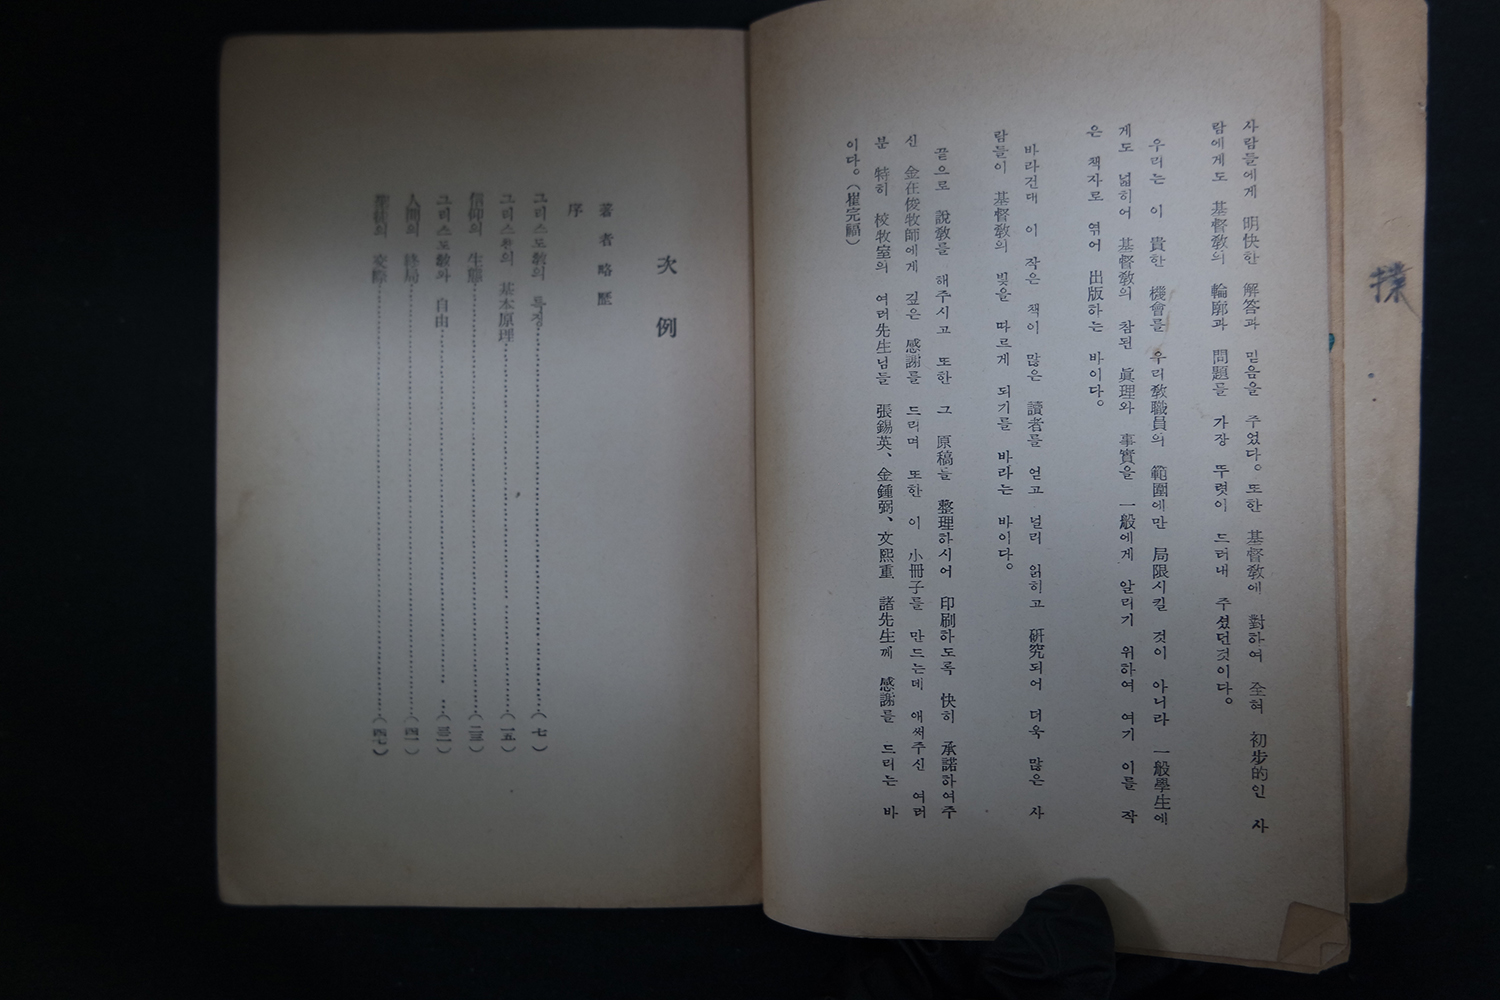 사람들에게 明快한 解答과 믿음을 주었다。또한 基督敎에 對하여 全혀 初步的인 사
람에게도 基督敎의 輪廓과 問題를 가장 뚜렷이 드러내 주셨던것이다。
우리는 이 貴한 機會를 우리敎職員의 範圍에만 局限시킬 것이 아니라 一般學生에
게도 넓히어 基督敎의 참된 眞理와 事實을 一般에게 알리기 위하여 여기 이를 작
은 책자로 엮어 出版하는 바이다。
바라건대 이 작은 책이 많은 讀者를 얻고 널리 읽히고 硏究되어 더욱 많은 사
람들이 基督敎의 빛을 따르게 되기를 바라는 바이다。
끝으로 說敎를 해주시고 또한 그 原稿를 整理하시어 印刷하도록 快히 承諾하여주
신 金在俊牧師에게 깊은 感謝를 드리며 또한 이 小冊子를 만드는데 애써주신 여러
분 特히 校牧室의 여러先生님들 張錫英、金鍾弼、文熙重 諸先生께 感謝를 드리는 바
이다。(崔完福)
次例
著者略歷
序
그리스도敎의 특징……(七)
그리스챤의 基本原理……(一五)
信仰의 生態……(二三)
그리스도敎와 自由……(三一)
人間의 終局……(四一)
의 交際……(四七)